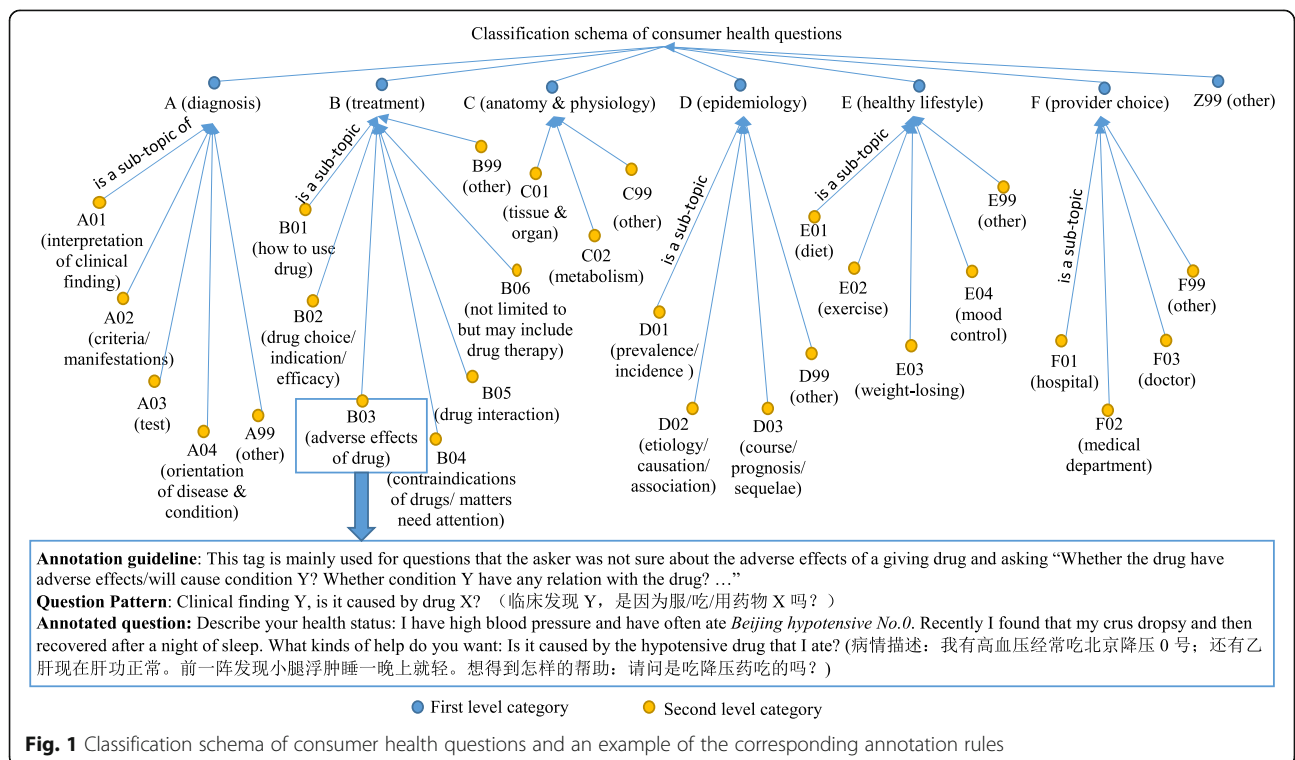 Classification schema of consumer health questions
A (diagnosis)
B (treatment)
C (anatomy & physiology)
D (epidemiology)
E (healthy lifestyle)
F (provider choice)
Z99 (other)
is a sub-topic of
A01
(interpretation
of clinical
finding)
A02
(criteria/
manifestations)
A03
(test)
A04
(orientation
of disease &
condition)
A99
(other)
is a sub-topic
B01
(how to use
drug)
B02
(drug choice/
indication/
efficacy)
B03
(adverse effects
of drug)
B04
(contraindications
of drugs/ matters
need attention)
B05
(drug interaction)
B06
(not limited to
but may include
drug therapy)
B99
(other)
C01
(tissue &
organ)
C02
(metabolism)
C99
(other)
is a sub-topic
D01
(prevalence/
incidence )
D02
(etiology/
causation/
association)
D03
(course/
prognosis/
sequelae)
D99
(other)
is a sub-topic
E01
(diet)
E02
(exercise)
E03
(weight-losing)
E04
(mood
control)
E99
(other)
is a sub-topic
F01
(hospital)
F02
(medical
department)
F03
(doctor)
F99
(other)
Annotation guideline: This tag is mainly used for questions that the asker was not sure about the adverse effects of a giving drug and asking “Whether the drug have
adverse effects/will cause condition Y? Whether condition Y have any relation with the drug? …”
Question Pattern: Clinical finding Y, is it caused by drug X? （临床发现 Y，是因为服/吃/用药物 X 吗？）
Annotated question: Describe your health status: I have high blood pressure and have often ate Beijing hypotensive No.0. Recently I found that my crus dropsy and then
recovered after a night of sleep. What kinds of help do you want: Is it caused by the hypotensive drug that I ate? (病情描述：我有高血压经常吃北京降压 0 号；还有乙
肝现在肝功正常。前一阵发现小腿浮肿睡一晚上就轻。想得到怎样的帮助：请问是吃降压药吃的吗？)
First level category
Second level category
Fig. 1 Classification schema of consumer health questions and an example of the corresponding annotation rules